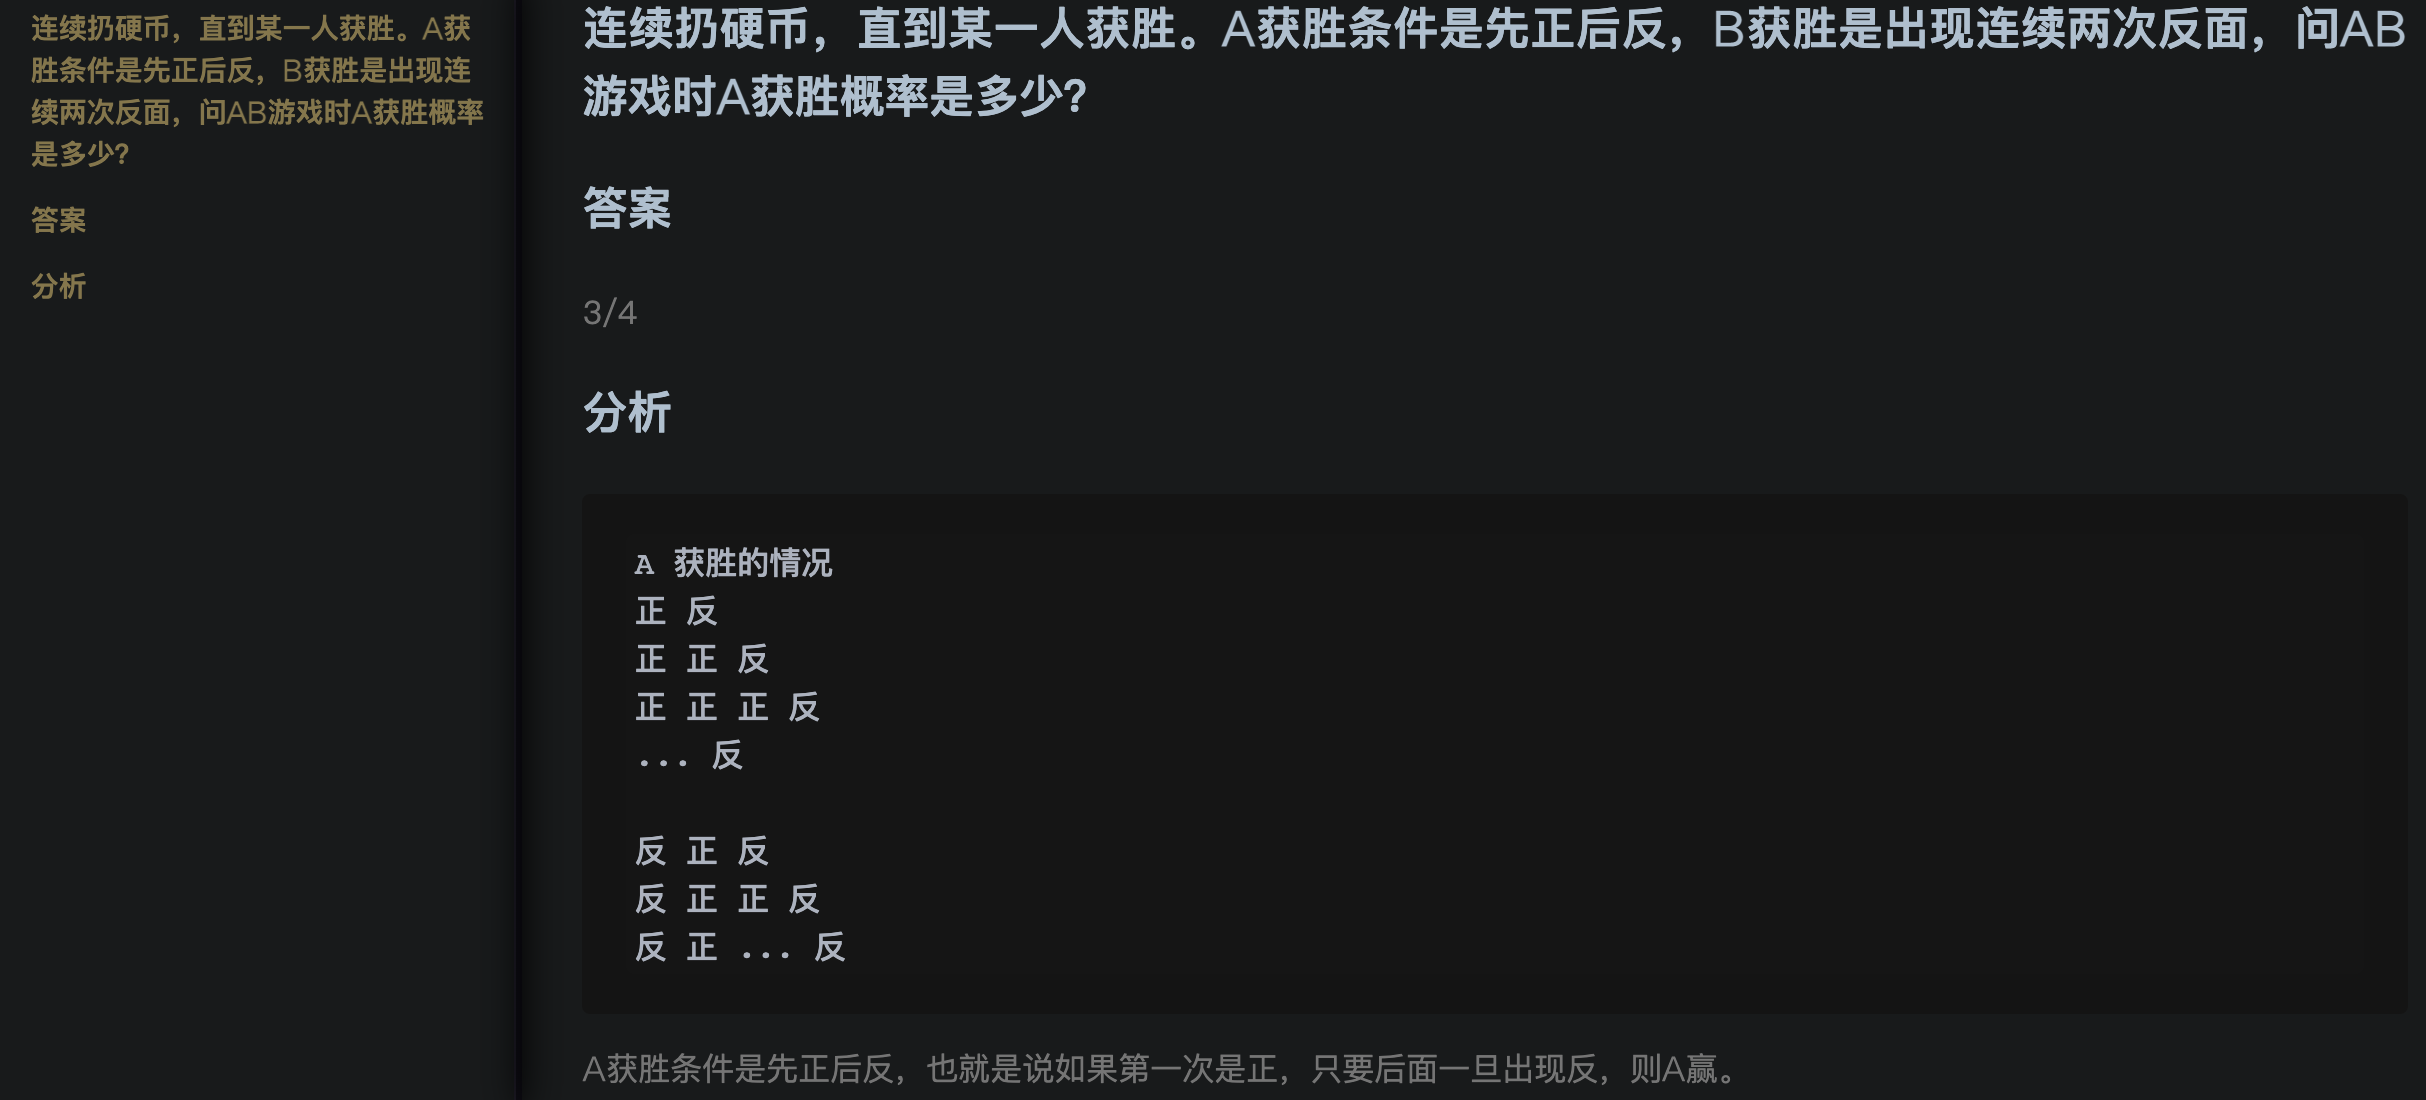 连续扔硬币，直到某一人获胜。A获
胜条件是先正后反，B获胜是出现连
续两次反面，问AB游戏时A获胜概率
是多少？
答案
分析
连续扔硬币，直到某一人获胜。A获胜条件是先正后反，B获胜是出现连续两次反面，问AB
游戏时A获胜概率是多少？
答案
3/4
分析
A 获胜的情况
正 反
正 正 反
正 正 正 反
... 反
反 正 反
反 正 正 反
反 正 ... 反
A获胜条件是先正后反，也就是说如果第一次是正，只要后面一旦出现反，则A赢。